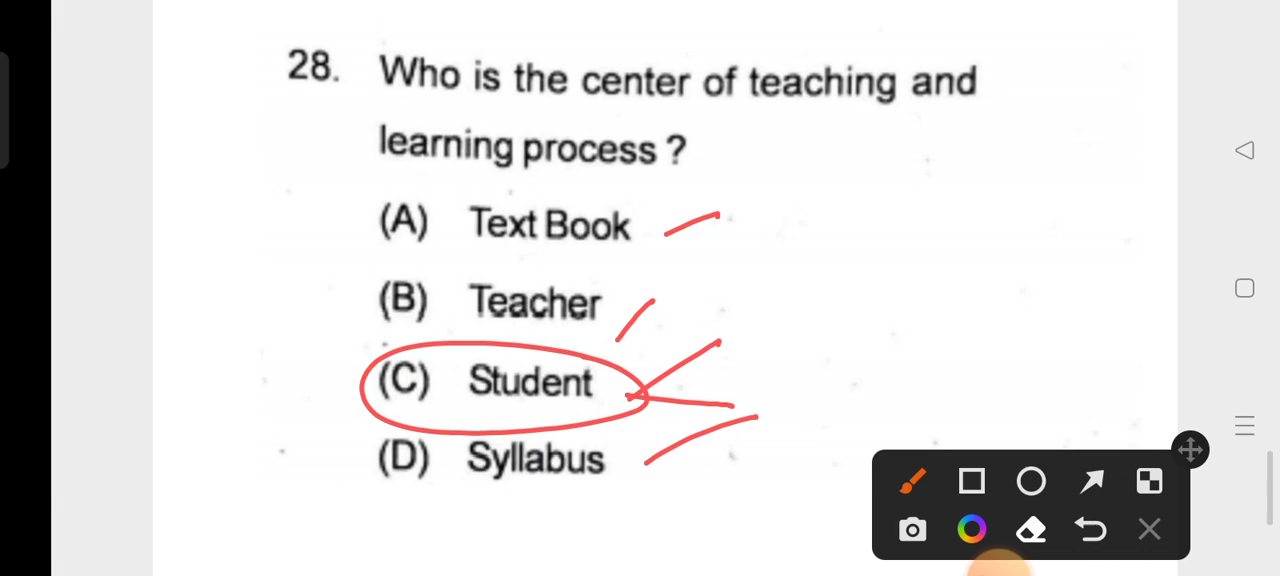 28. Who is the center of teaching and
learning process ?
(A) Text Book
(B) Teacher
(C) Student
(D) Syllabus